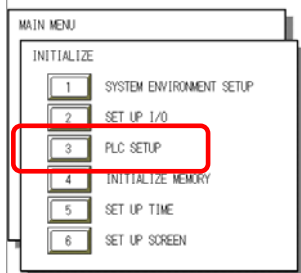 MAIN MENU
INITIALIZE
1 SYSTEM ENVIRONMENT SETUP
2 SET UP I/O
3 PLC SETUP
4 INITIALIZE MEMORY
5 SET UP TIME
6 SET UP SCREEN